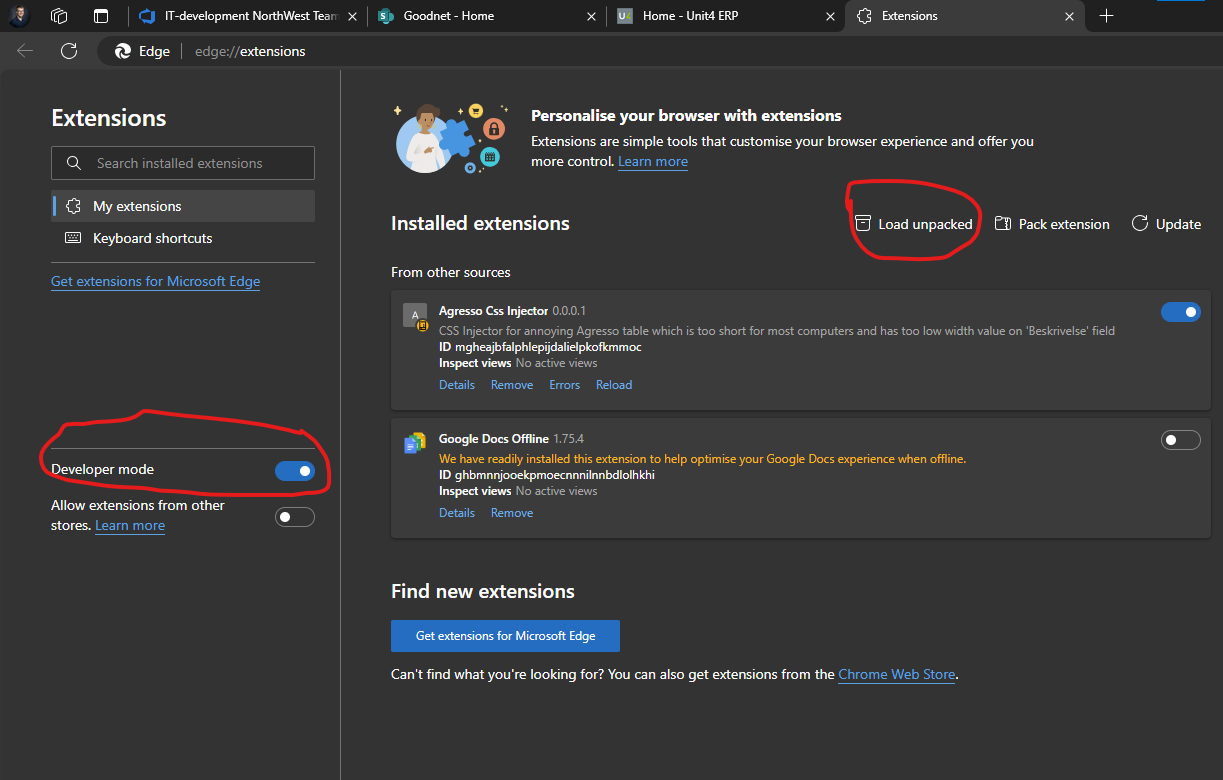 IT-development NorthWest Team
Goodnet - Home
U4
Home - Unit4 ERP
Extensions
Edge
edge://extensions
Extensions
Search installed extensions
My extensions
Keyboard shortcuts
Get extensions for Microsoft Edge
Developer mode
Allow extensions from other
stores. Learn more
Personalise your browser with extensions
Extensions are simple tools that customise your browser experience and offer you
more control. Learn more
Installed extensions
Load unpacked
Pack extension
Update
From other sources
A
Agresso Css Injector 0.0.0.1
CSS Injector for annoying Agresso table which is too short for most computers and has too low width value on 'Beskrivelse' field
ID mgheajbfalphlepijdalielpkofkmmoc
Inspect views No active views
Details Remove Errors Reload
Google Docs Offline 1.75.4
We have readily installed this extension to help optimise your Google Docs experience when offline.
ID ghbmnnjooekpmoecnnnilnnbdlolhkhi
Inspect views No active views
Details Remove
Find new extensions
Get extensions for Microsoft Edge
Can't find what you're looking for? You can also get extensions from the Chrome Web Store.